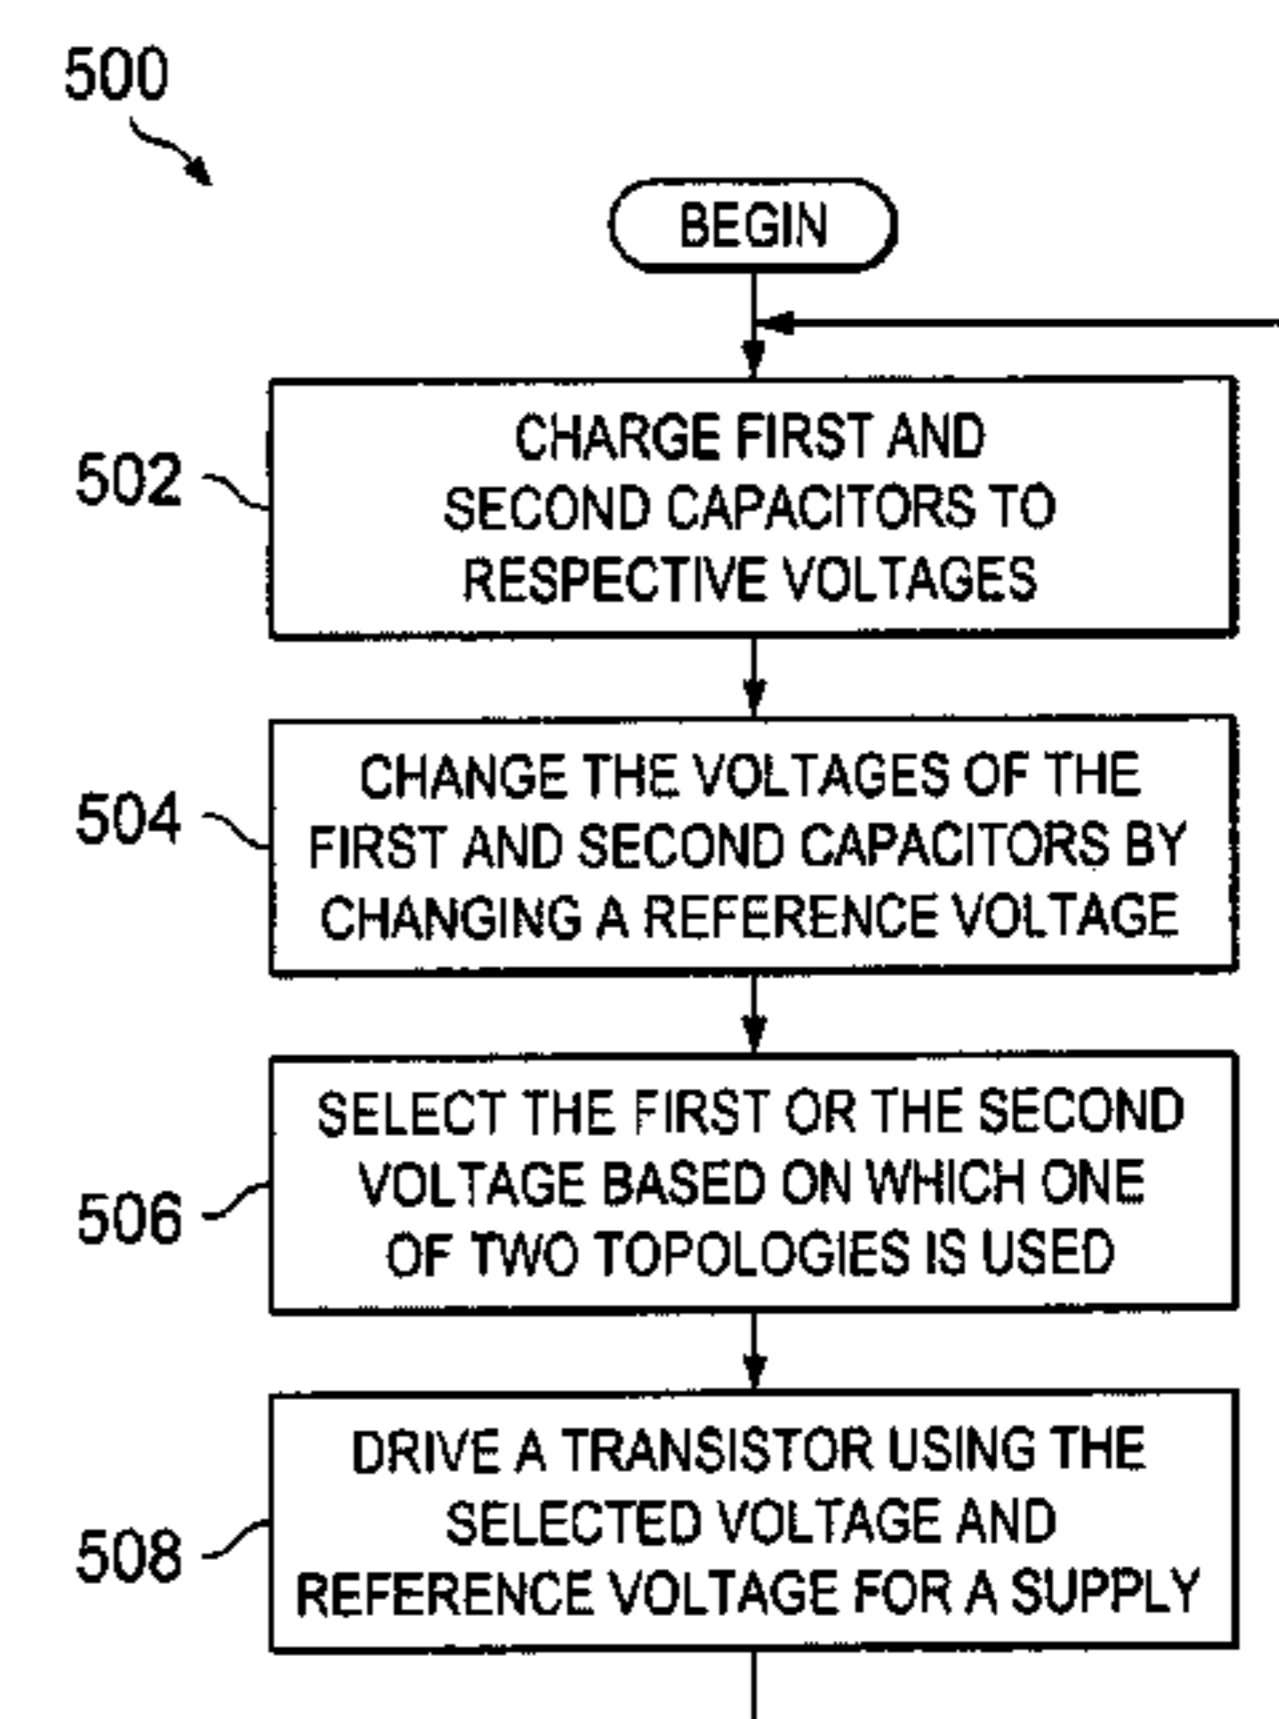 500
BEGIN
502
CHARGE FIRST AND
SECOND CAPACITORS TO
RESPECTIVE VOLTAGES
504
CHANGE THE VOLTAGES OF THE
FIRST AND SECOND CAPACITORS BY
CHANGING A REFERENCE VOLTAGE
506
SELECT THE FIRST OR THE SECOND
VOLTAGE BASED ON WHICH ONE
OF TWO TOPOLOGIES IS USED
508
DRIVE A TRANSISTOR USING THE
SELECTED VOLTAGE AND
REFERENCE VOLTAGE FOR A SUPPLY